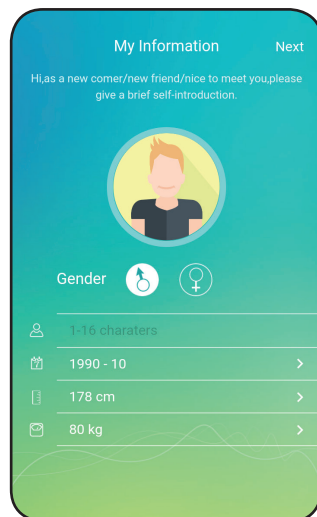 My Information
Next
Hi,as a new comer/new friend/nice to meet you,please
give a brief self-introduction.
Gender
1-16 charaters
1990 - 10
178 cm
80 kg